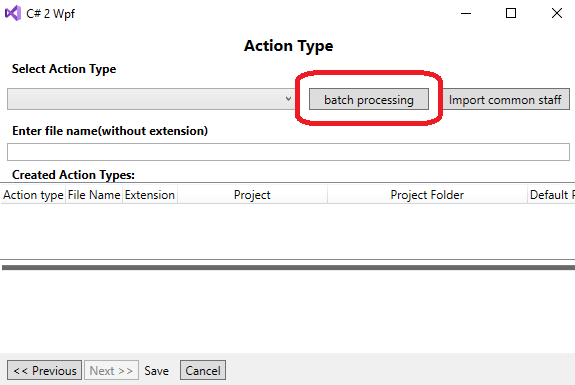 C# 2 Wpf
Action Type
Select Action Type
batch processing Import common staff
Enter file name(without extension)
Created Action Types:
Action type File Name Extension Project Project Folder Default F
<< Previous Next >> Save Cancel